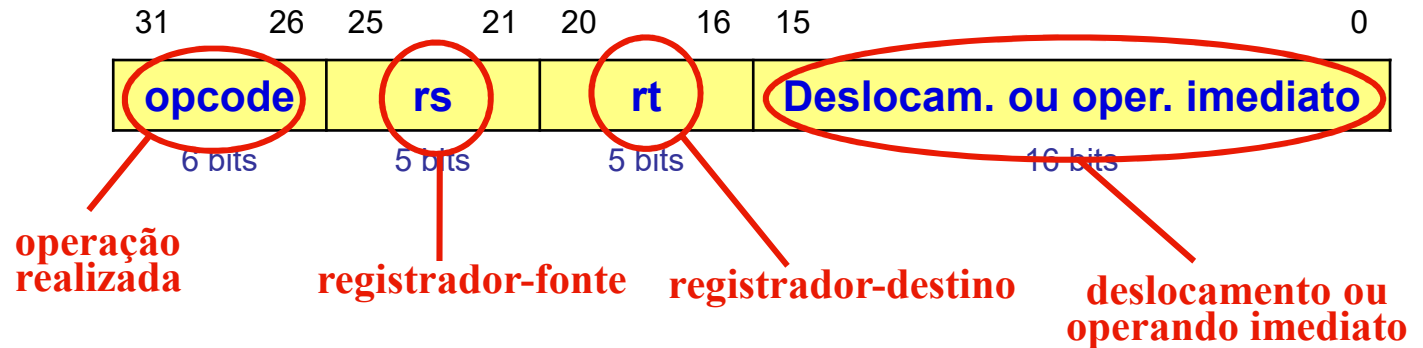 31 26 25 21 20 16 15 0
opcode rs rt Deslocam. ou oper. imediato
6 bits 5 bits 5 bits 16 bits
operação
realizada
registrador-fonte
registrador-destino
deslocamento ou
operando imediato